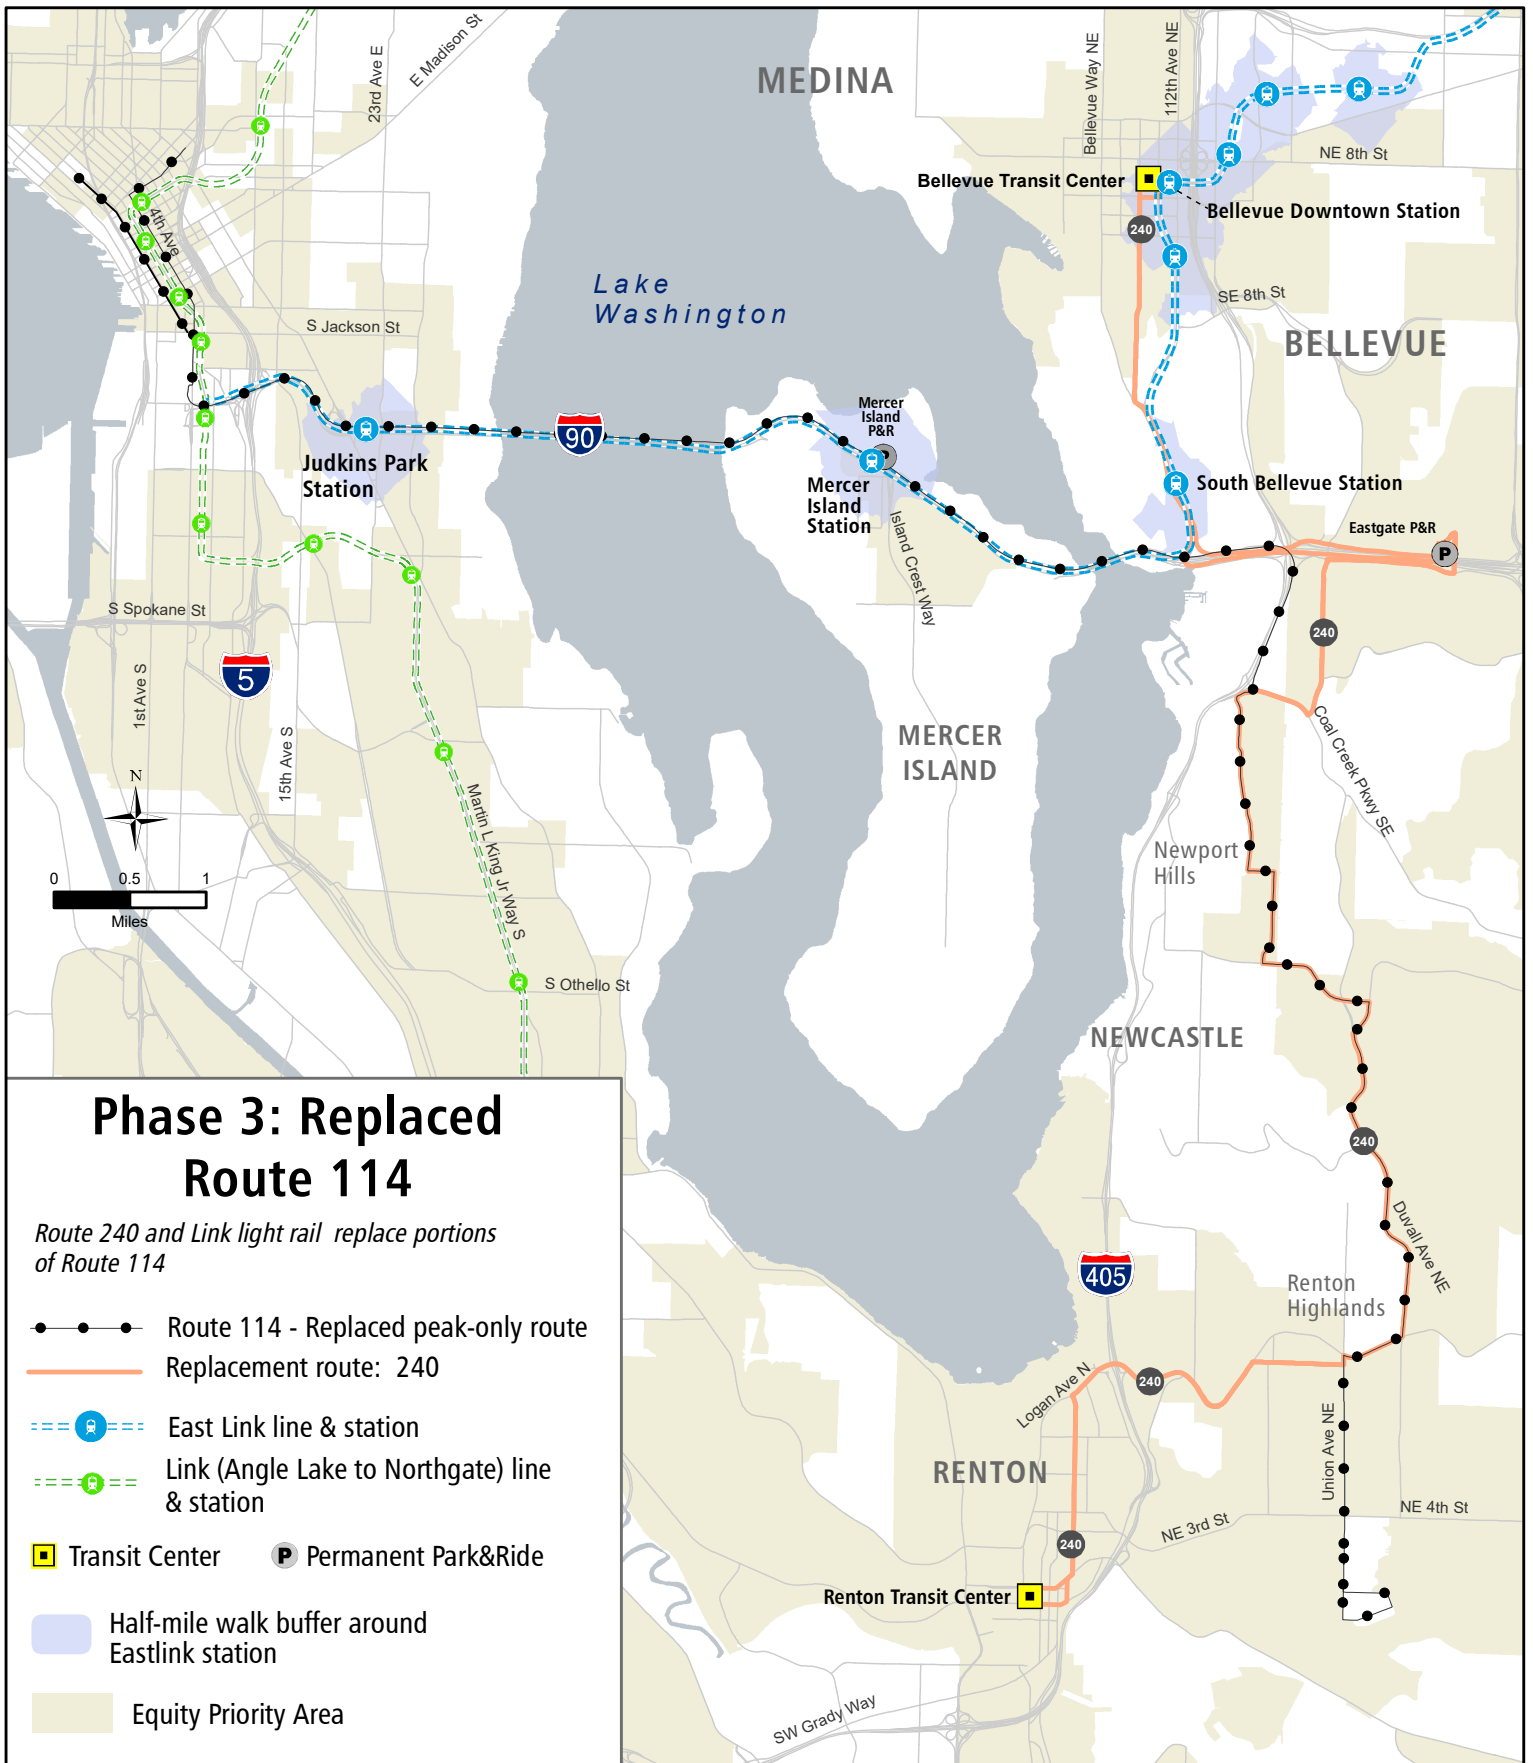 MEDINA
23rd Ave E
E Madison St
Bellevue Way NE
112th Ave NE
NE 8th St
Bellevue Transit Center
Bellevue Downtown Station
240
4th Ave
Lake
Washington
SE 8th St
S Jackson St
BELLEVUE
90
Mercer
Island
P&R
P
Judkins Park
Station
Mercer
Island
Station
South Bellevue Station
Eastgate P&R
P
Island Crest Way
S Spokane St
240
5
1st Ave S
15th Ave S
MERCER
ISLAND
Coal Creek Pkwy SE
N
Martin L King Jr Way S
Newport
Hills
0 0.5 1
Miles
S Othello St
NEWCASTLE
240
Duvall Ave NE
405
Renton
Highlands
Logan Ave N
240
Union Ave NE
RENTON
NE 4th St
NE 3rd St
240
Renton Transit Center
SW Grady Way
Phase 3: Replaced
Route 114
Route 240 and Link light rail replace portions
of Route 114
Route 114 - Replaced peak-only route
Replacement route: 240
East Link line & station
Link (Angle Lake to Northgate) line
& station
Transit Center
P Permanent Park&Ride
Half-mile walk buffer around
Eastlink station
Equity Priority Area